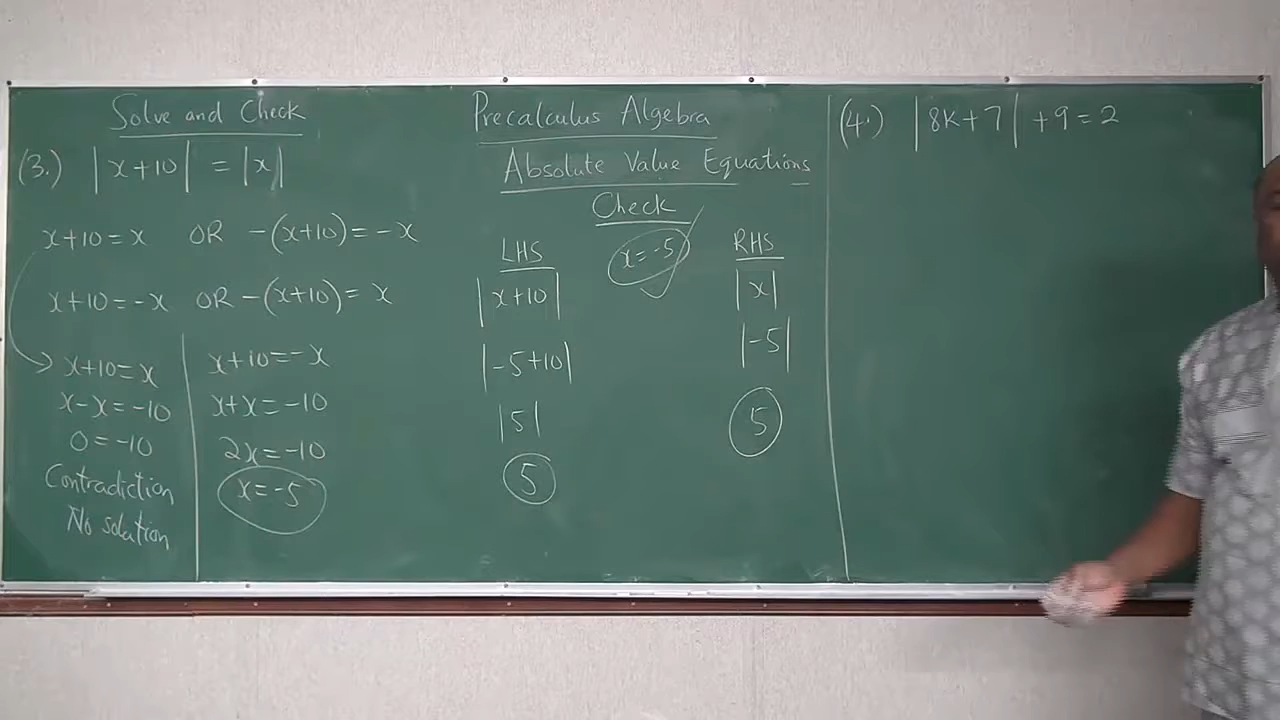 Solve and Check
(3.) |x+10| = |x|
x+10=x OR -(x+10)=-x
x+10=-x OR -(x+10)= x
x+10=x
x-x=-10
0=-10
Contradiction
No solution
x+10=-x
x+x=-10
2x=-10
x=-5
Precalculus Algebra
Absolute Value Equations
Check
x=-5
LHS
|x+10|
|-5+10|
|5|
5
RHS
|x|
|-5|
5
(4.) |8k+7| +9=2